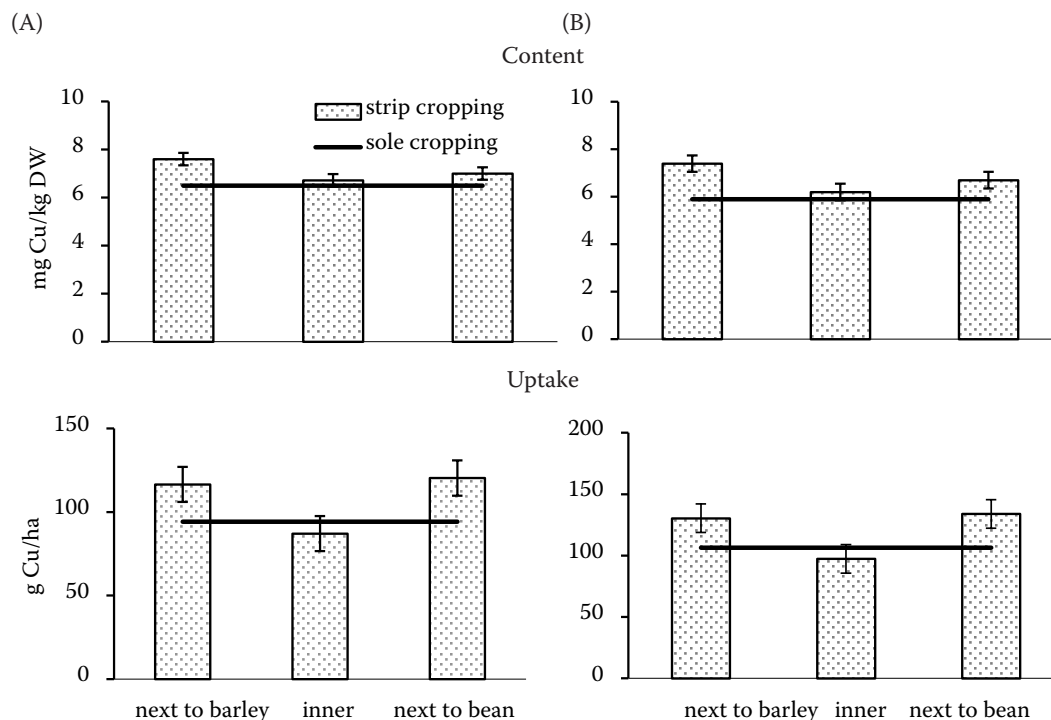 (A)
(B)
Content
10
8
6
4
2
0
mg Cu/kg DW
strip cropping
sole cropping
10
8
6
4
2
0
Uptake
150
100
50
0
g Cu/ha
next to barley inner next to bean
200
150
100
50
0
next to barley inner next to bean